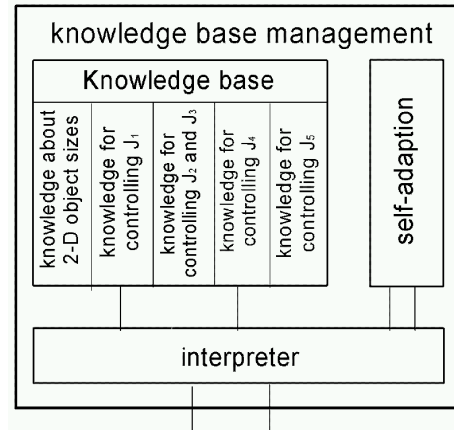 knowledge base management
Knowledge base
knowledge about
2-D object sizes
knowledge for
controlling J₁
knowledge for
controlling J₂ and J₃
knowledge for
controlling J₄
knowledge for
controlling J₅
self-adaption
interpreter